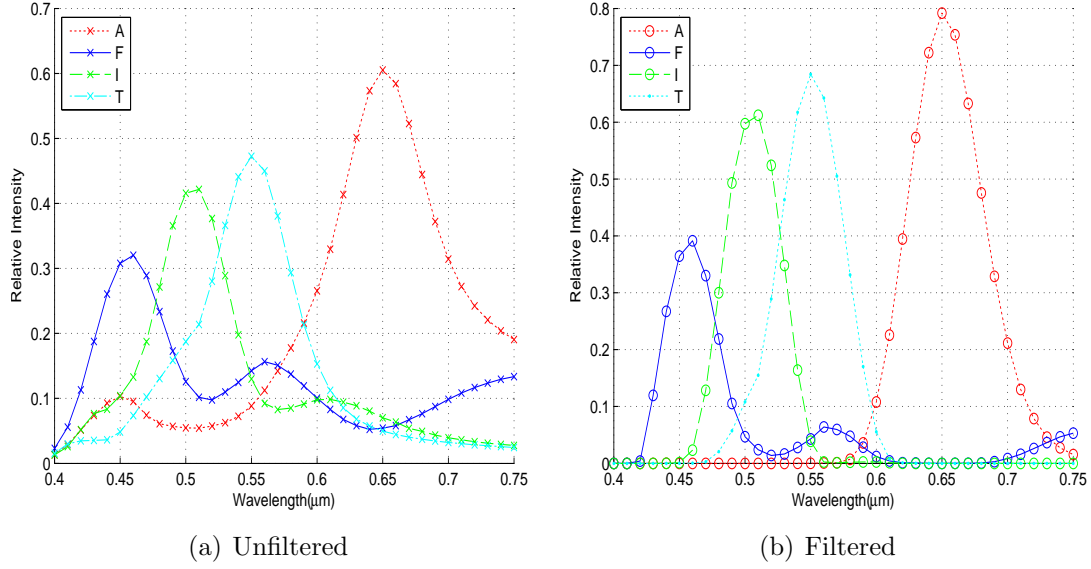 0.7
0.6
0.5
0.4
0.3
0.2
0.1
0
Relative Intensity
A
F
I
T
0.4 0.45 0.5 0.55 0.6 0.65 0.7 0.75
Wavelength(μm)
(a) Unfiltered
0.8
0.7
0.6
0.5
0.4
0.3
0.2
0.1
0
Relative Intensity
A
F
I
T
0.4 0.45 0.5 0.55 0.6 0.65 0.7 0.75
Wavelength(μm)
(b) Filtered